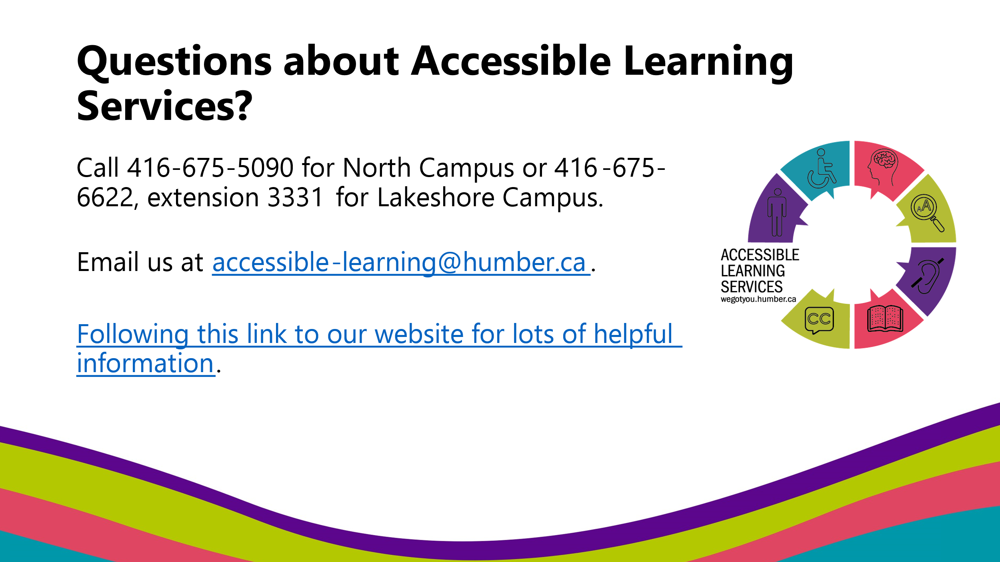 Questions about Accessible Learning
Services?
Call 416-675-5090 for North Campus or 416-675-
6622, extension 3331 for Lakeshore Campus.
Email us at accessible-learning@humber.ca.
Following this link to our website for lots of helpful
information.
ACCESSIBLE
LEARNING
SERVICES
wegotyou.humber.ca
AA
CC